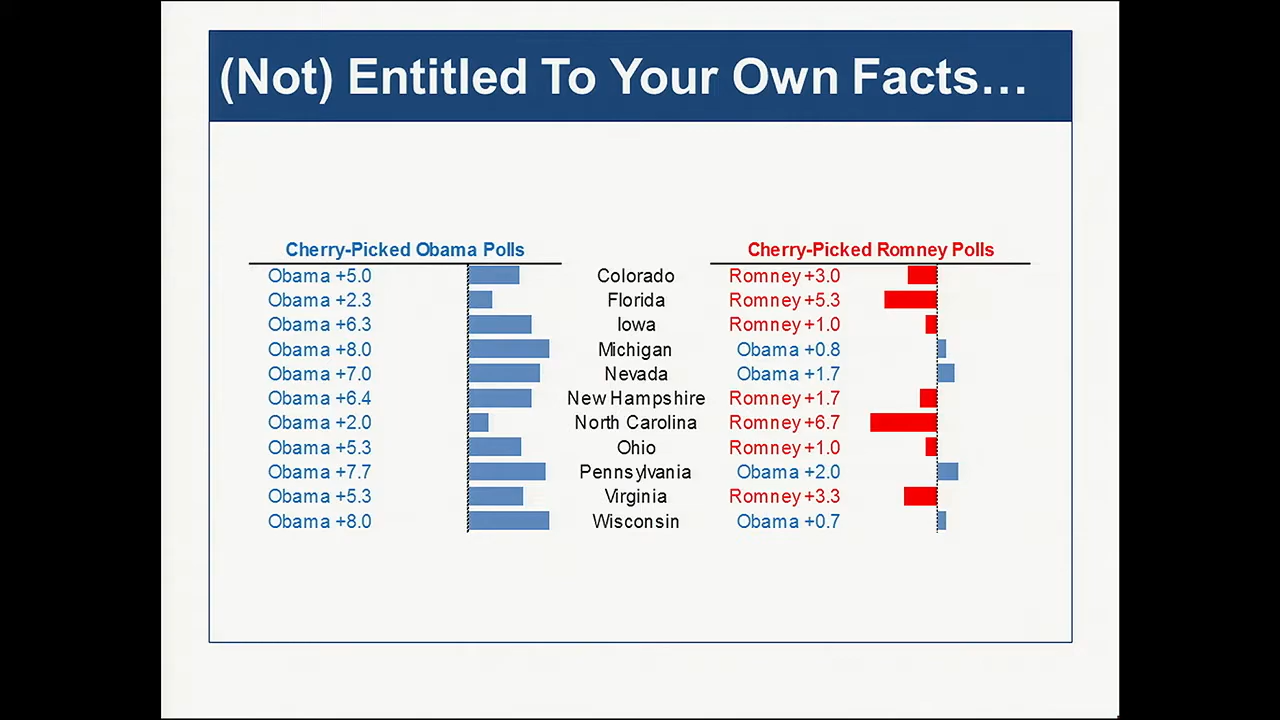 (Not) Entitled To Your Own Facts…
Cherry-Picked Obama Polls Cherry-Picked Romney Polls
Obama +5.0 Colorado Romney +3.0
Obama +2.3 Florida Romney +5.3
Obama +6.3 Iowa Romney +1.0
Obama +8.0 Michigan Obama +0.8
Obama +7.0 Nevada Obama +1.7
Obama +6.4 New Hampshire Romney +1.7
Obama +2.0 North Carolina Romney +6.7
Obama +5.3 Ohio Romney +1.0
Obama +7.7 Pennsylvania Obama +2.0
Obama +5.3 Virginia Romney +3.3
Obama +8.0 Wisconsin Obama +0.7